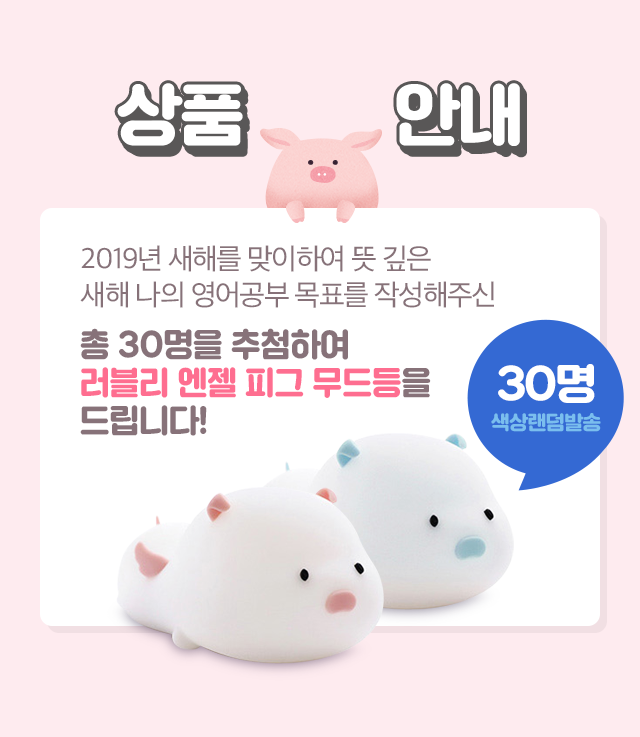 상품 안내
2019년 새해를 맞이하여 뜻 깊은
새해 나의 영어공부 목표를 작성해주신
총 30명을 추첨하여
러블리 엔젤 피그 무드등을
드립니다!
30명
색상랜덤발송